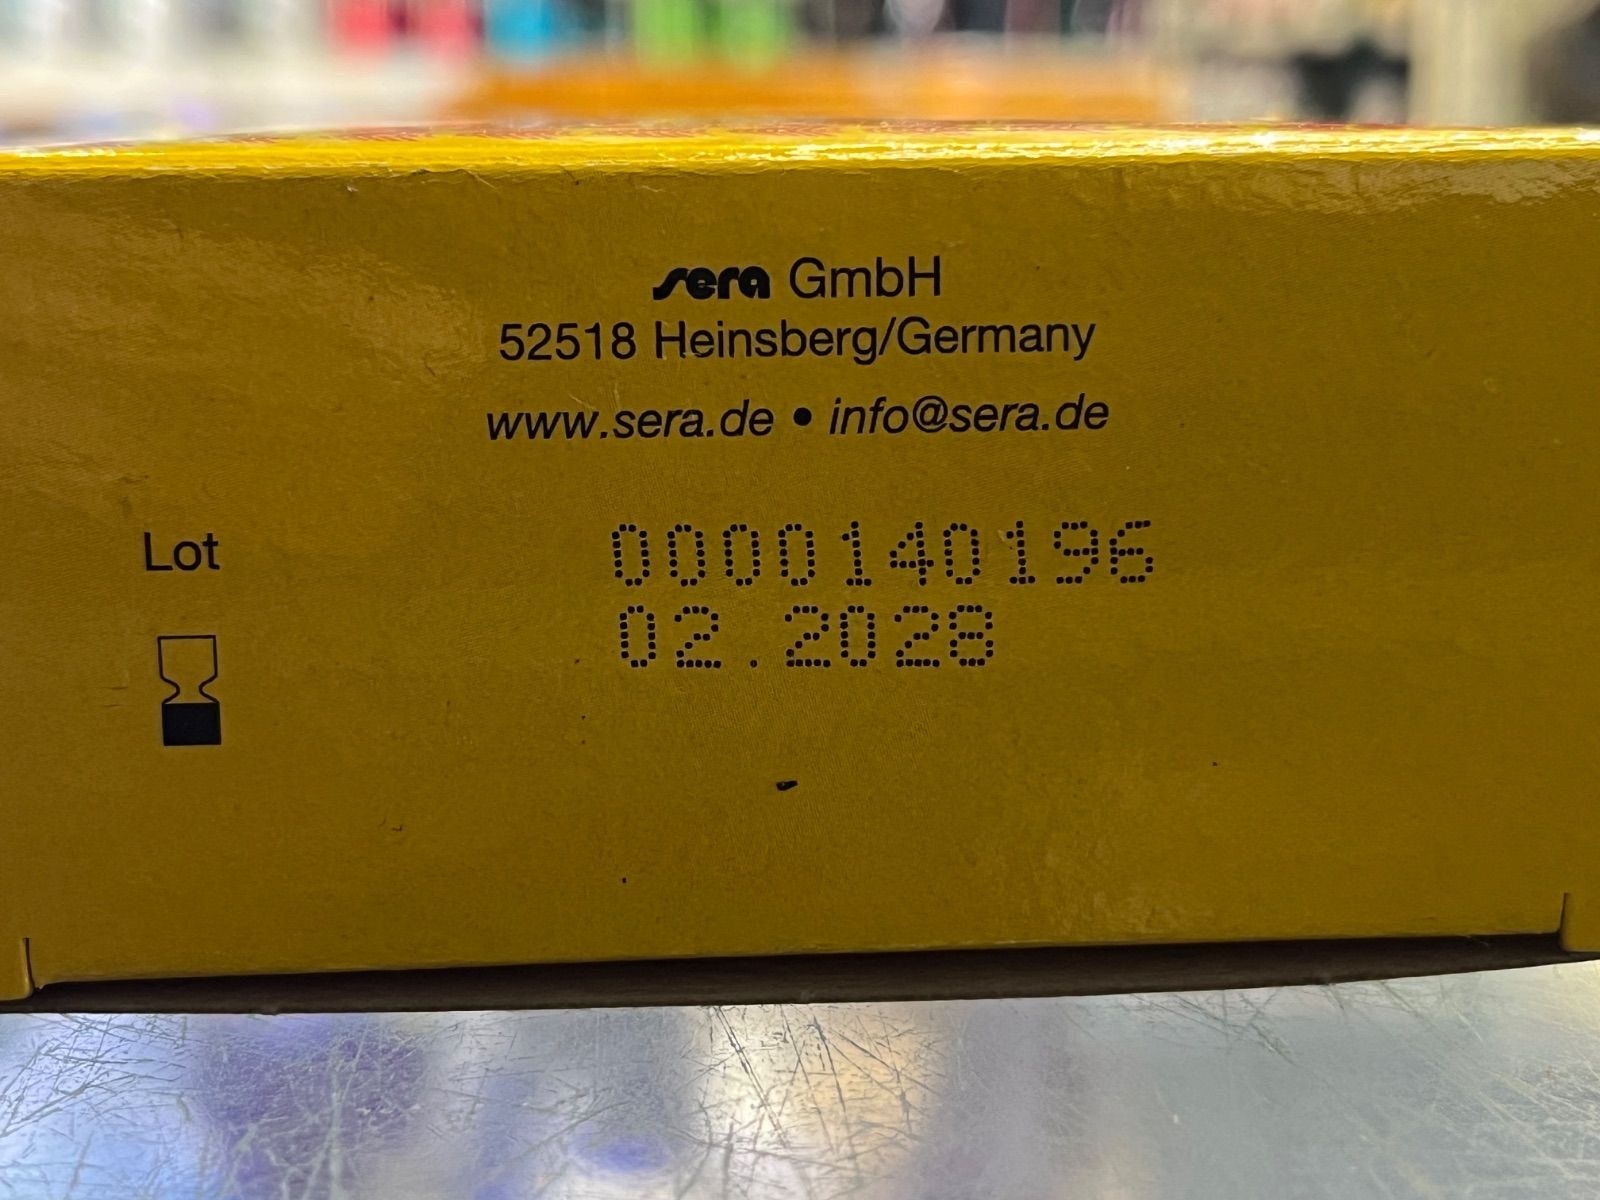 sera GmbH
52518 Heinsberg/Germany
www.sera.de • info@sera.de
Lot 0000140196
02.2028